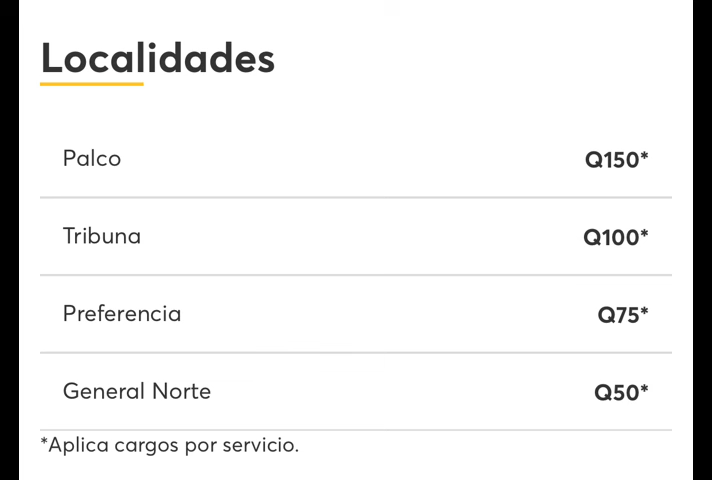 Localidades
Palco Q150*
Tribuna Q100*
Preferencia Q75*
General Norte Q50*
*Aplica cargos por servicio.